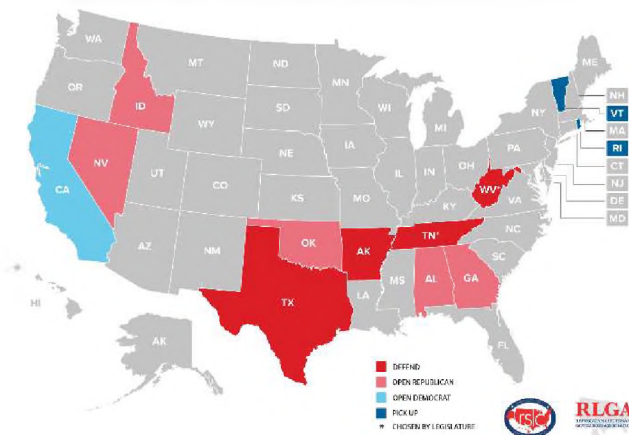 WA
MT
ND
MN
ME
OR
ID
SD
WI
MI
NY
NH
VT
MA
RI
CT
NJ
DE
MD
WY
NE
IA
PA
NV
UT
CO
IL
IN
OH
WV*
VA
CA
KS
MO
KY
NC
AZ
NM
OK
AK
TN*
SC
TX
LA
MS
AL
GA
FL
HI
AK
DEFEND
OPEN REPUBLICAN
OPEN DEMOCRAT
PICK UP
* CHOSEN BY LEGISLATURE
rslc
RLGA